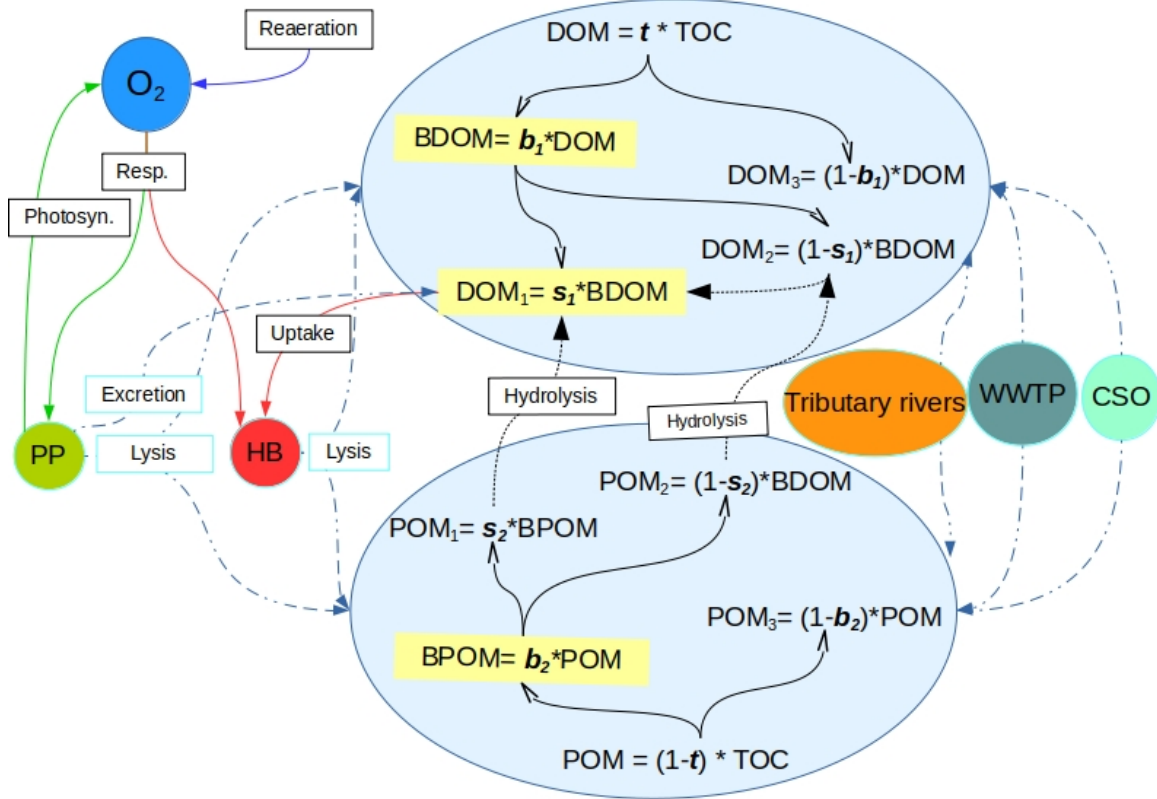 Reaeration
O₂
Resp.
Photosyn.
DOM = t * TOC
BDOM= b₁*DOM
DOM₃= (1-b₁)*DOM
DOM₂= (1-s₁)*BDOM
DOM₁= s₁*BDOM
Uptake
Excretion
Hydrolysis
Hydrolysis
Tributary rivers
WWTP
CSO
PP
Lysis
HB
Lysis
POM₂= (1-s₂)*BDOM
POM₁= s₂*BPOM
POM₃= (1-b₂)*POM
BPOM= b₂*POM
POM = (1-t) * TOC